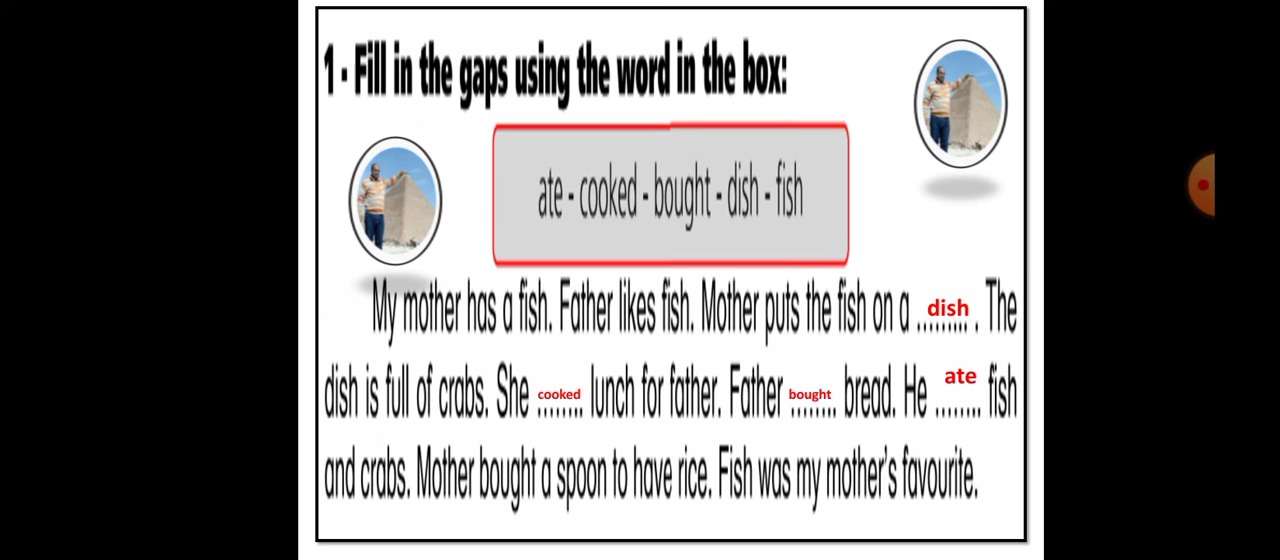 1 - Fill in the gaps using the word in the box:
ate - cooked - bought - dish - fish
My mother has a fish. Father likes fish. Mother puts the fish on a dish ......... . The
dish is full of crabs. She cooked ........ lunch for father. Father bought ........ bread. He ate ........ fish
and crabs. Mother bought a spoon to have rice. Fish was my mother's favourite.